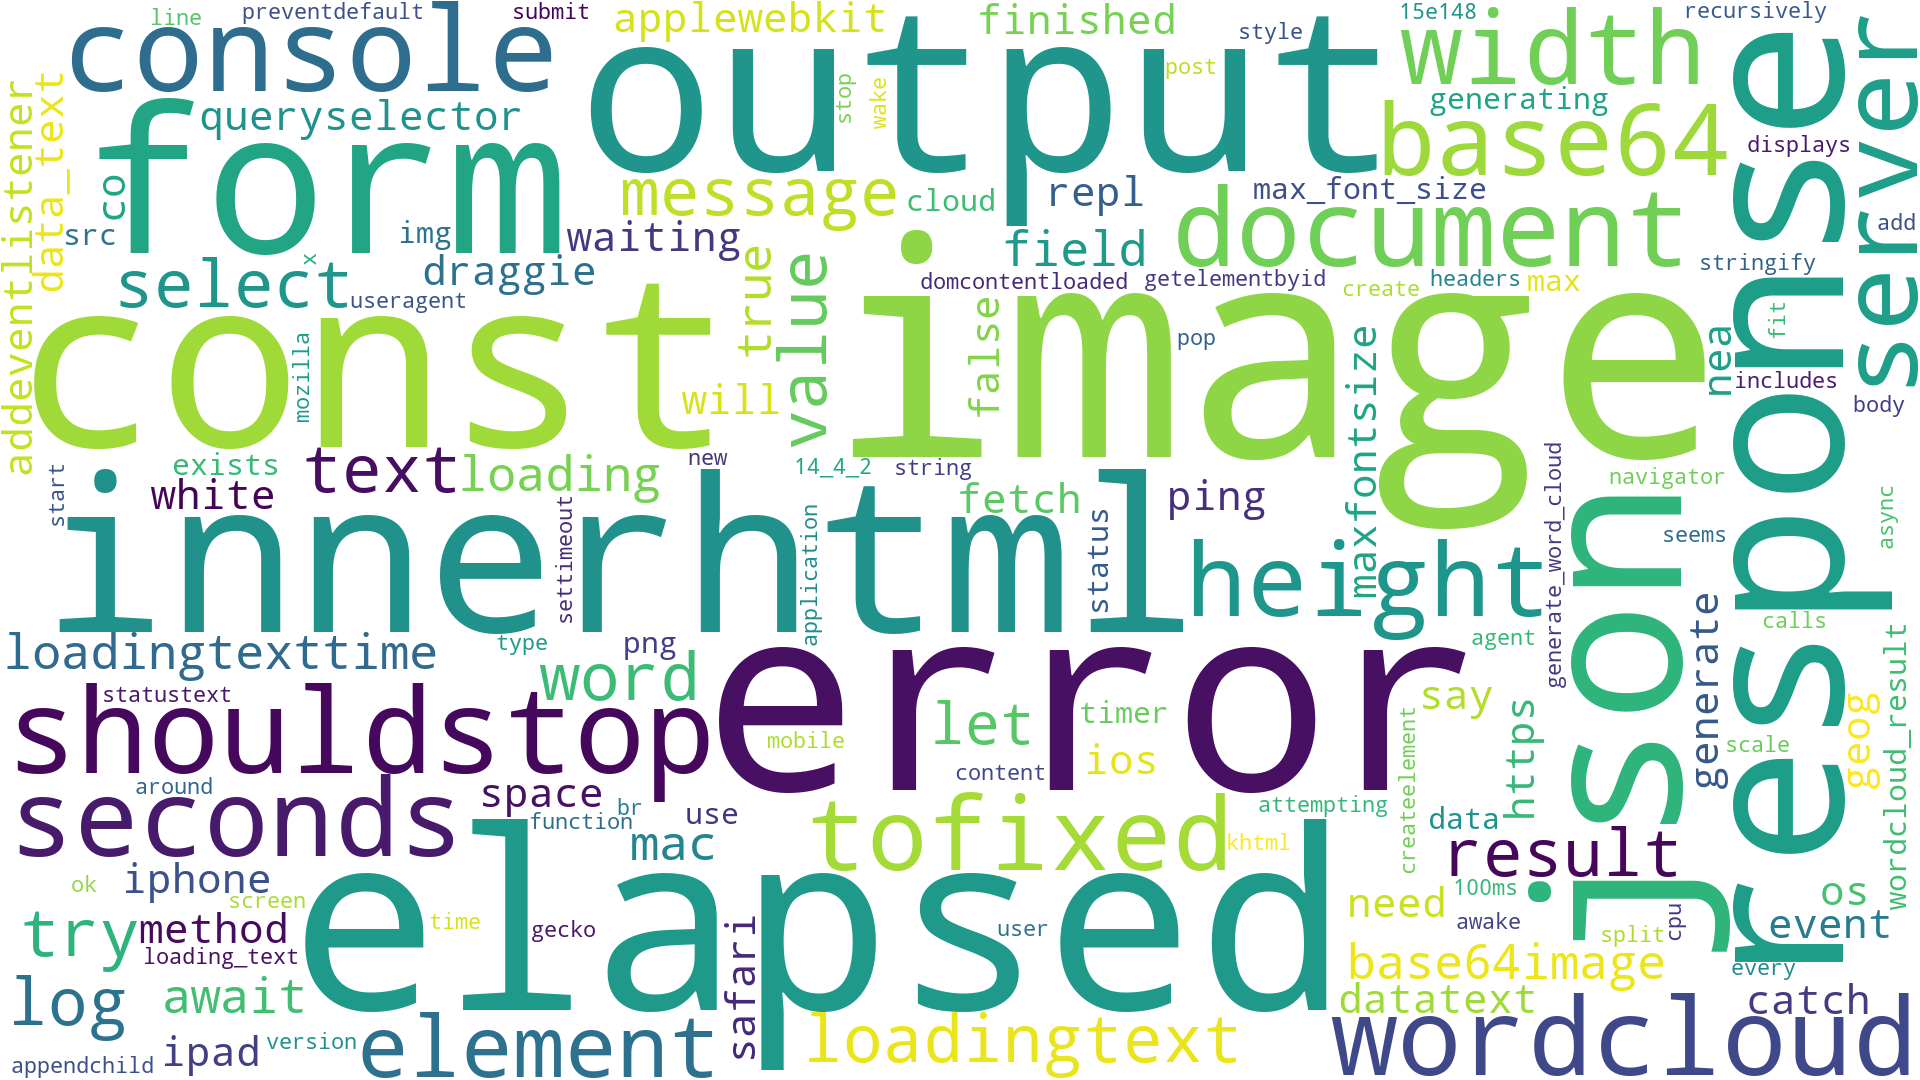 line
preventdefault
submit
applewebkit
finished
15e148
recursively
console
output
style
width
response
server
post
data_text
addeventlistener
form
queryselector
stop
wake
generating
base64
displays
co
message
cloud
repl
max_font_size
document
src
img
waiting
field
add
x
draggie
true
value
select
useragent
domcontentloaded
getelementbyid
create
headers
max
stringify
const
image
mozilla
false
pop
maxfontsize
nea
fit
will
includes
body
exists
text
loading
new
14_4_2
string
fetch
ping
navigator
white
start
innerhtml
settimeout
application
status
height
generate_word_cloud
json
seems
async
loadingtexttime
type
png
word
error
agent
generate
calls
wordcloud_result
statustext
shouldstop
let
timer
say
createelement
https
geog
mobile
ios
scale
around
seconds
space
content
br
function
use
mac
tofixed
attempting
khtml
data
result
ok
iphone
screen
elapsed
need
100ms
os
try
method
time
gecko
safari
user
awake
split
cpu
event
loading_text
base64image
every
log
await
datatext
catch
appendchild
ipad
version
element
loadingtext
wordcloud